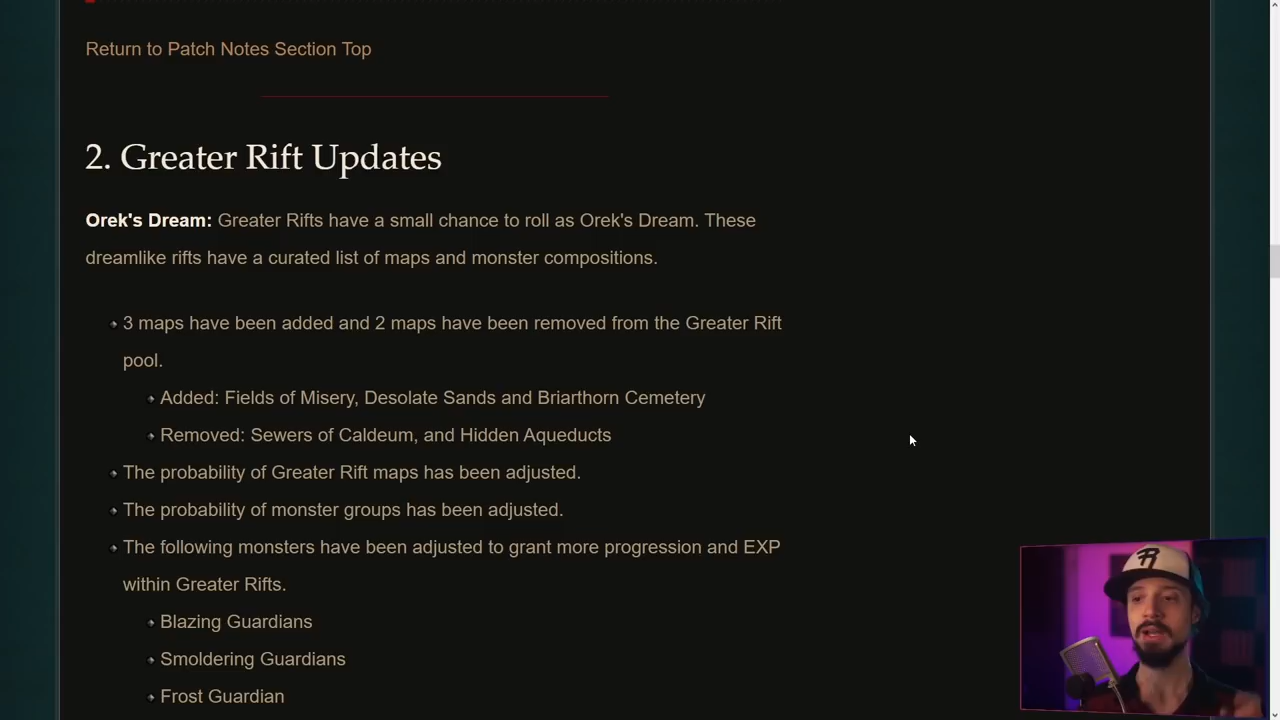 Return to Patch Notes Section Top
2. Greater Rift Updates
Orek's Dream: Greater Rifts have a small chance to roll as Orek's Dream. These
dreamlike rifts have a curated list of maps and monster compositions.
3 maps have been added and 2 maps have been removed from the Greater Rift
pool.
Added: Fields of Misery, Desolate Sands and Briarthorn Cemetery
Removed: Sewers of Caldeum, and Hidden Aqueducts
The probability of Greater Rift maps has been adjusted.
The probability of monster groups has been adjusted.
The following monsters have been adjusted to grant more progression and EXP
within Greater Rifts.
Blazing Guardians
Smoldering Guardians
Frost Guardian